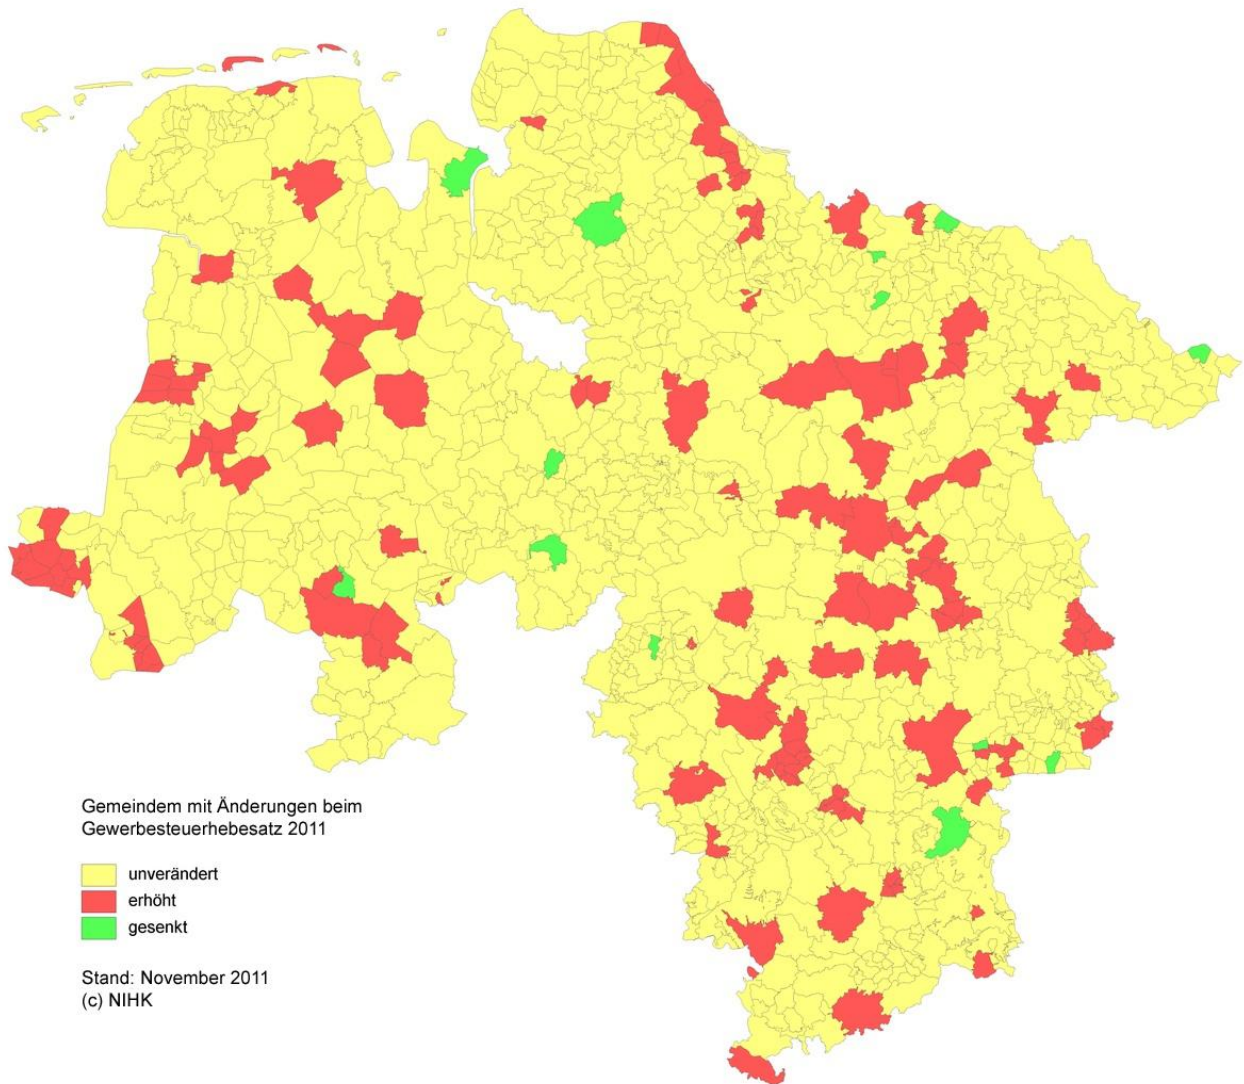 Gemeindem mit Änderungen beim
Gewerbesteuerhebesatz 2011
unverändert
erhöht
gesenkt
Stand: November 2011
(c) NIHK